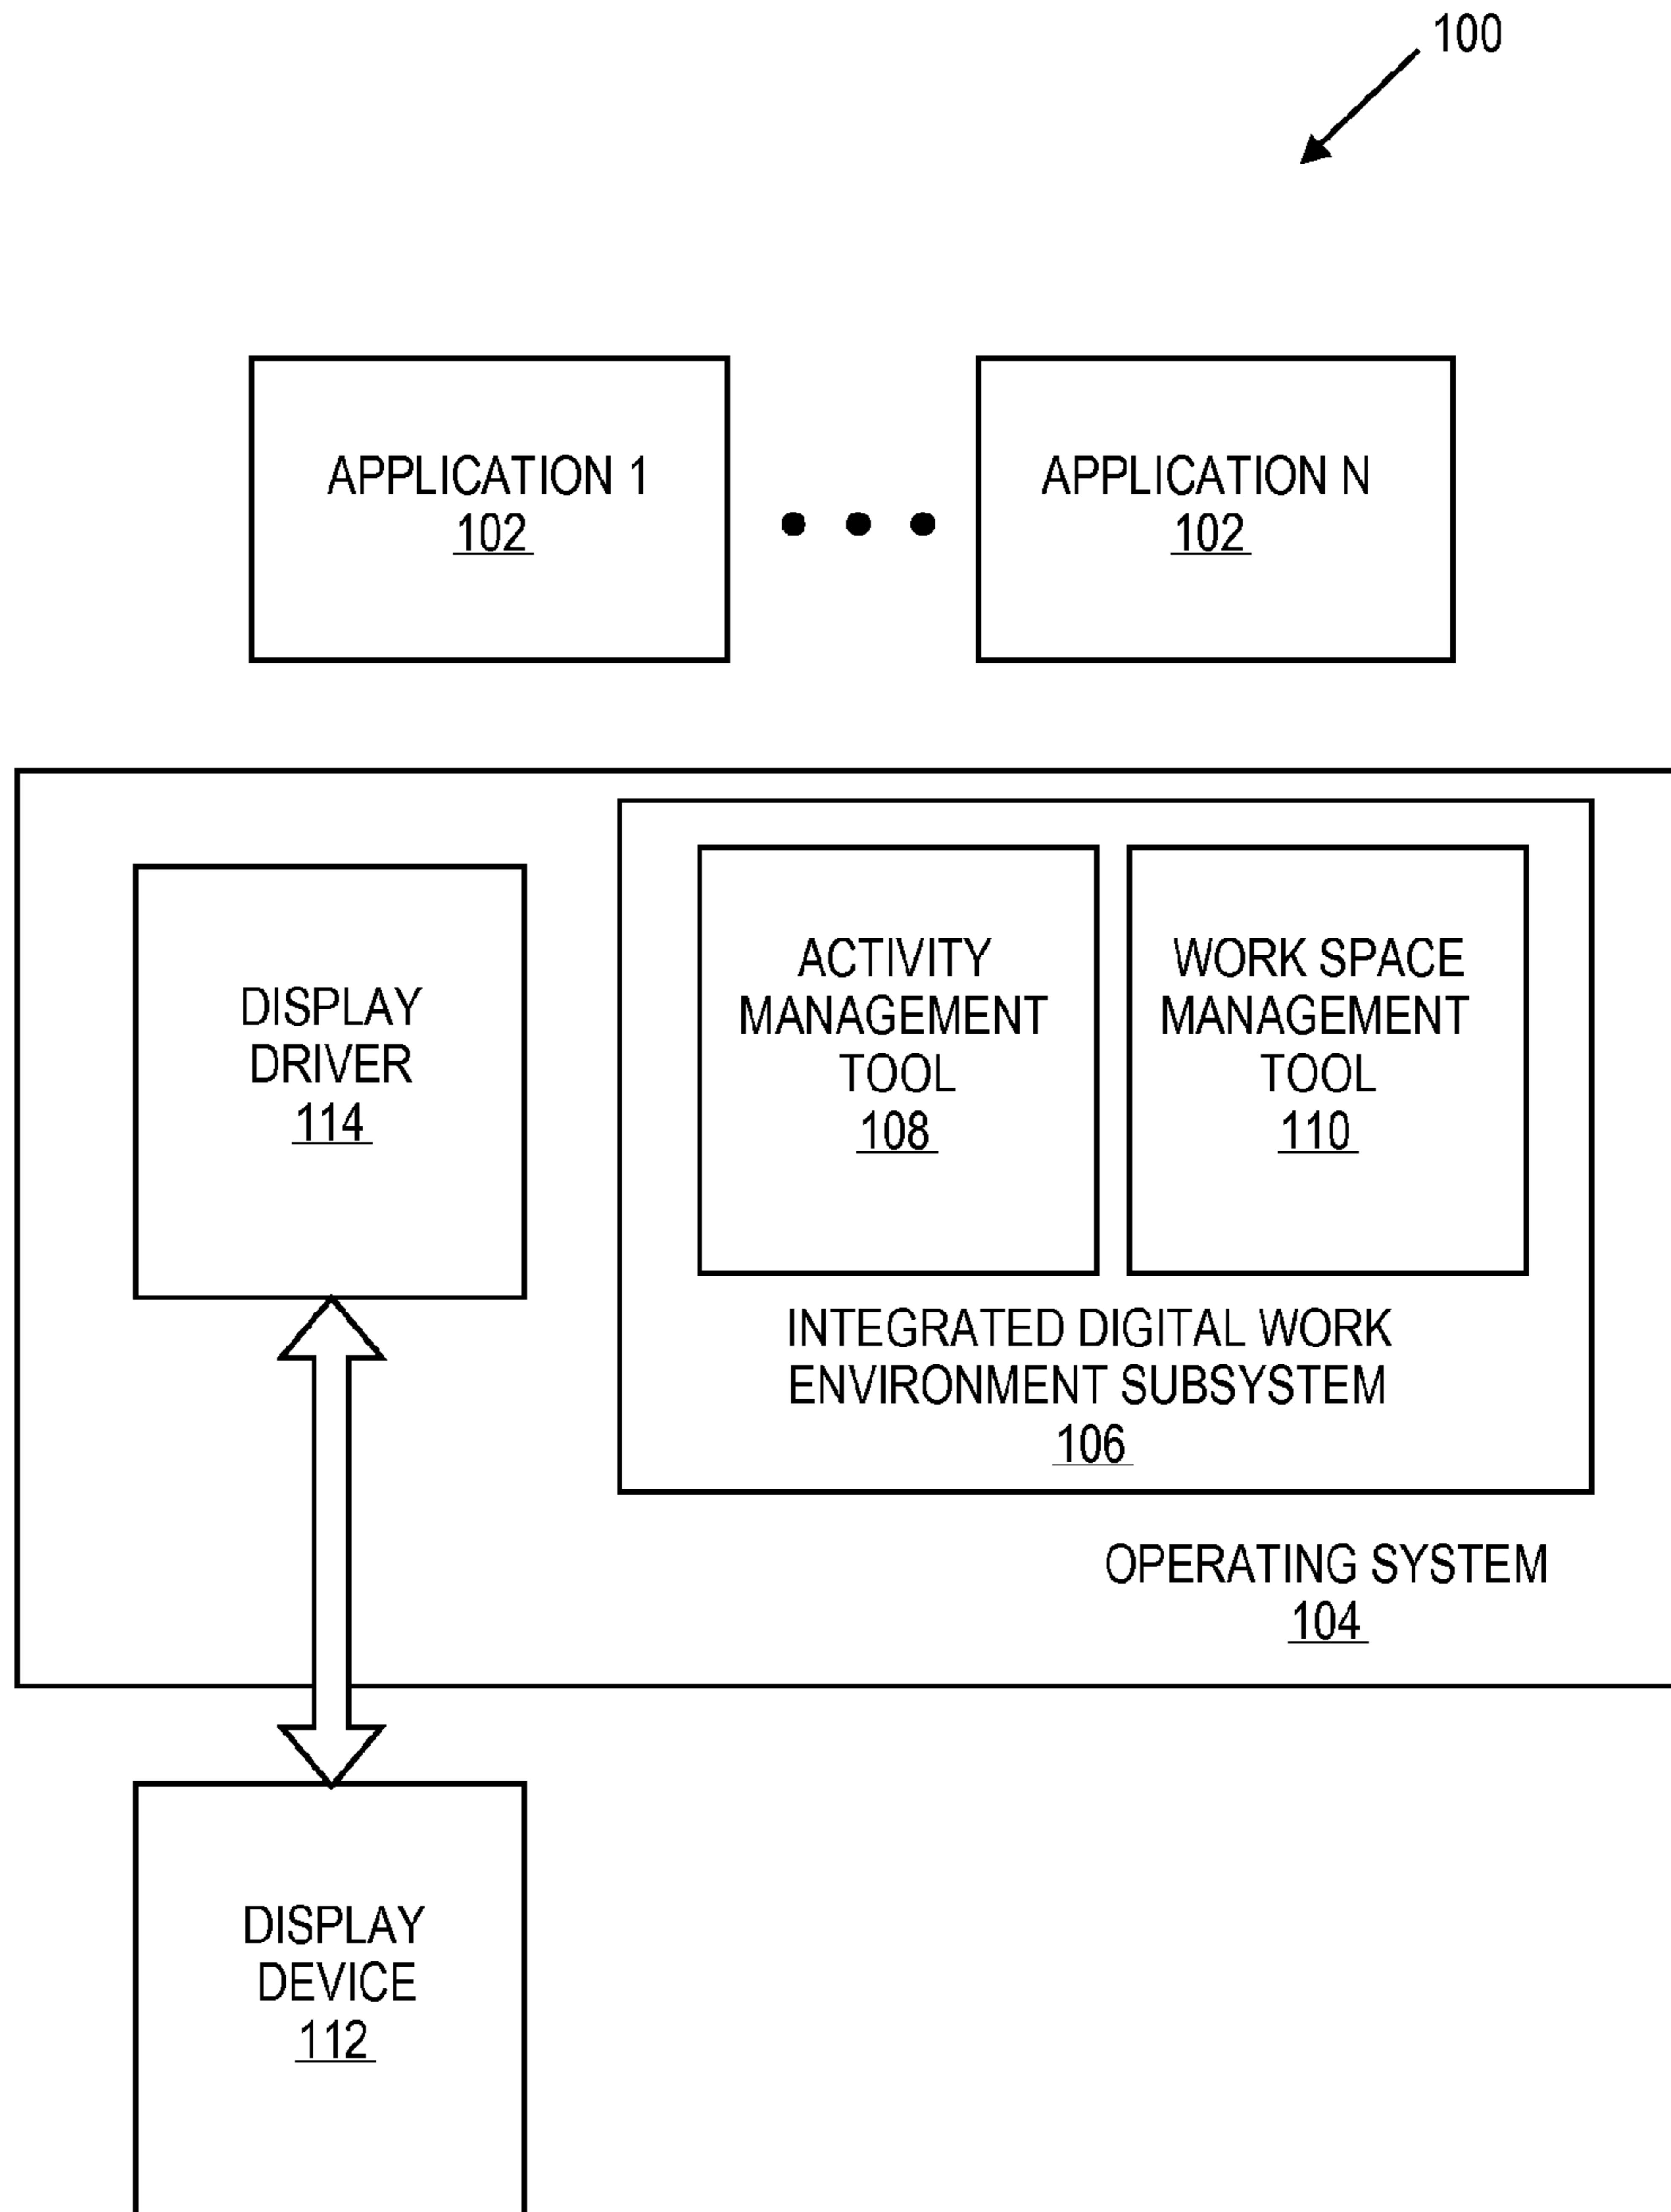 100
APPLICATION 1
102
APPLICATION N
102
DISPLAY
DRIVER
114
ACTIVITY
MANAGEMENT
TOOL
108
WORK SPACE
MANAGEMENT
TOOL
110
INTEGRATED DIGITAL WORK
ENVIRONMENT SUBSYSTEM
106
OPERATING SYSTEM
104
DISPLAY
DEVICE
112